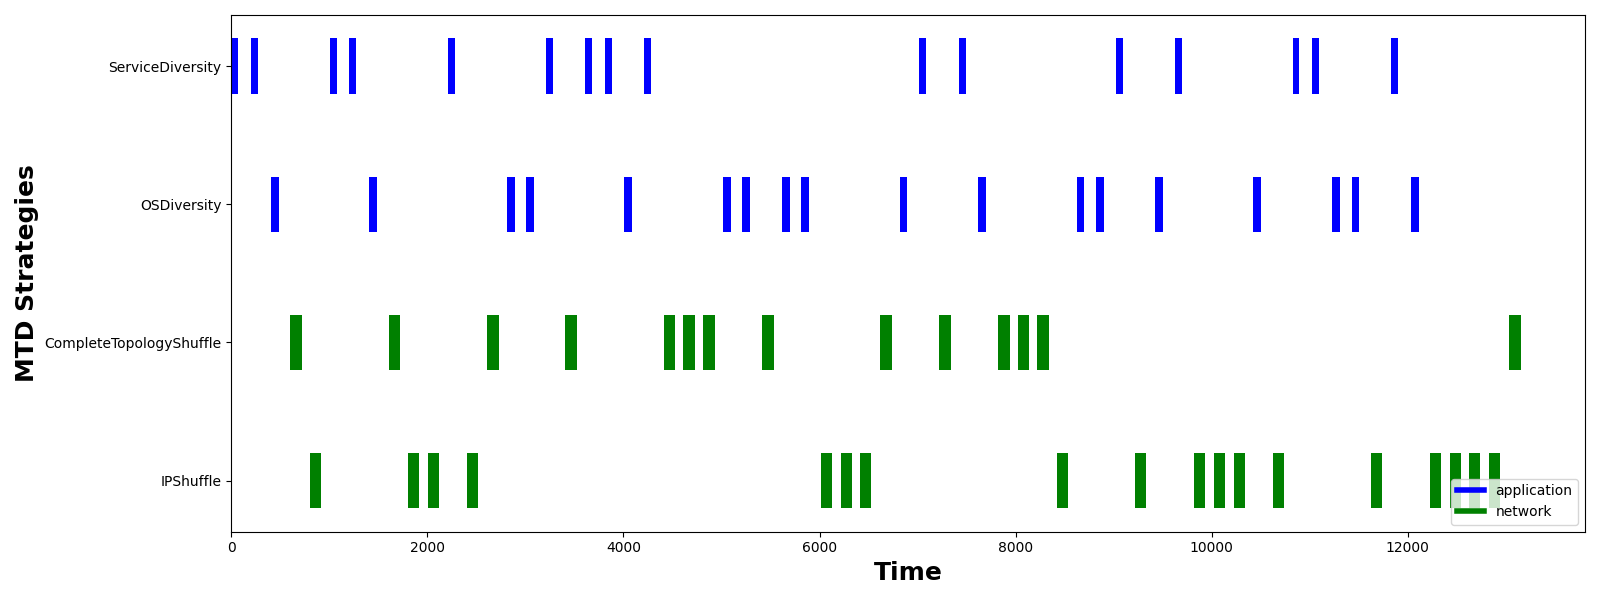 MTD Strategies
ServiceDiversity
OSDiversity
CompleteTopologyShuffle
IPShuffle
application
network
0 2000 4000 6000 8000 10000 12000
Time